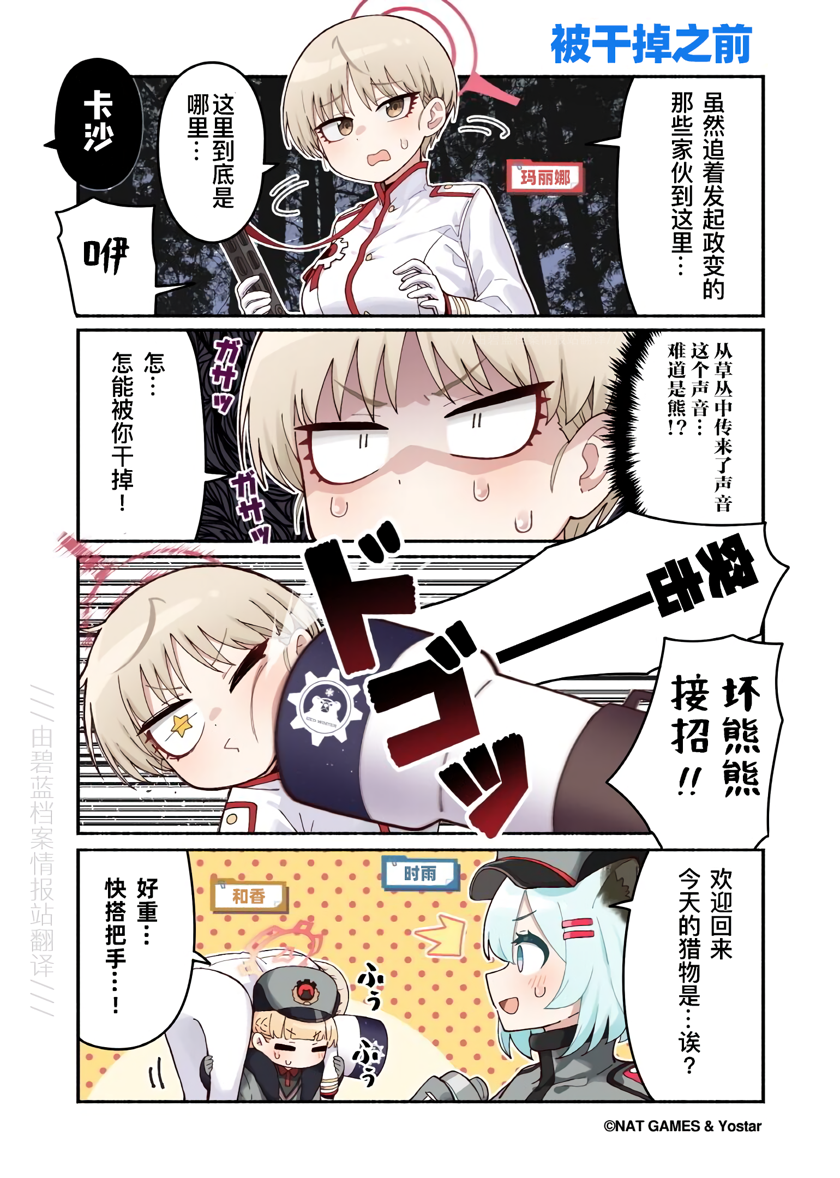 被干掉之前
虽然追着发起政变的
那些家伙到这里…
玛丽娜
这里到底是
哪里…
卡沙
咿
从草丛中传来了声音
这个声音…
难道是熊!?
ガサッ
ガサッ
怎…
怎能被你干掉！
突击——
ドゴッ
坏熊熊
接招!!
欢迎回来
今天的猎物是…诶？
时雨
和香
ふぅ
ふぅ
好重…
快搭把手…！
///由碧蓝档案情报站翻译///
©NAT GAMES & Yostar